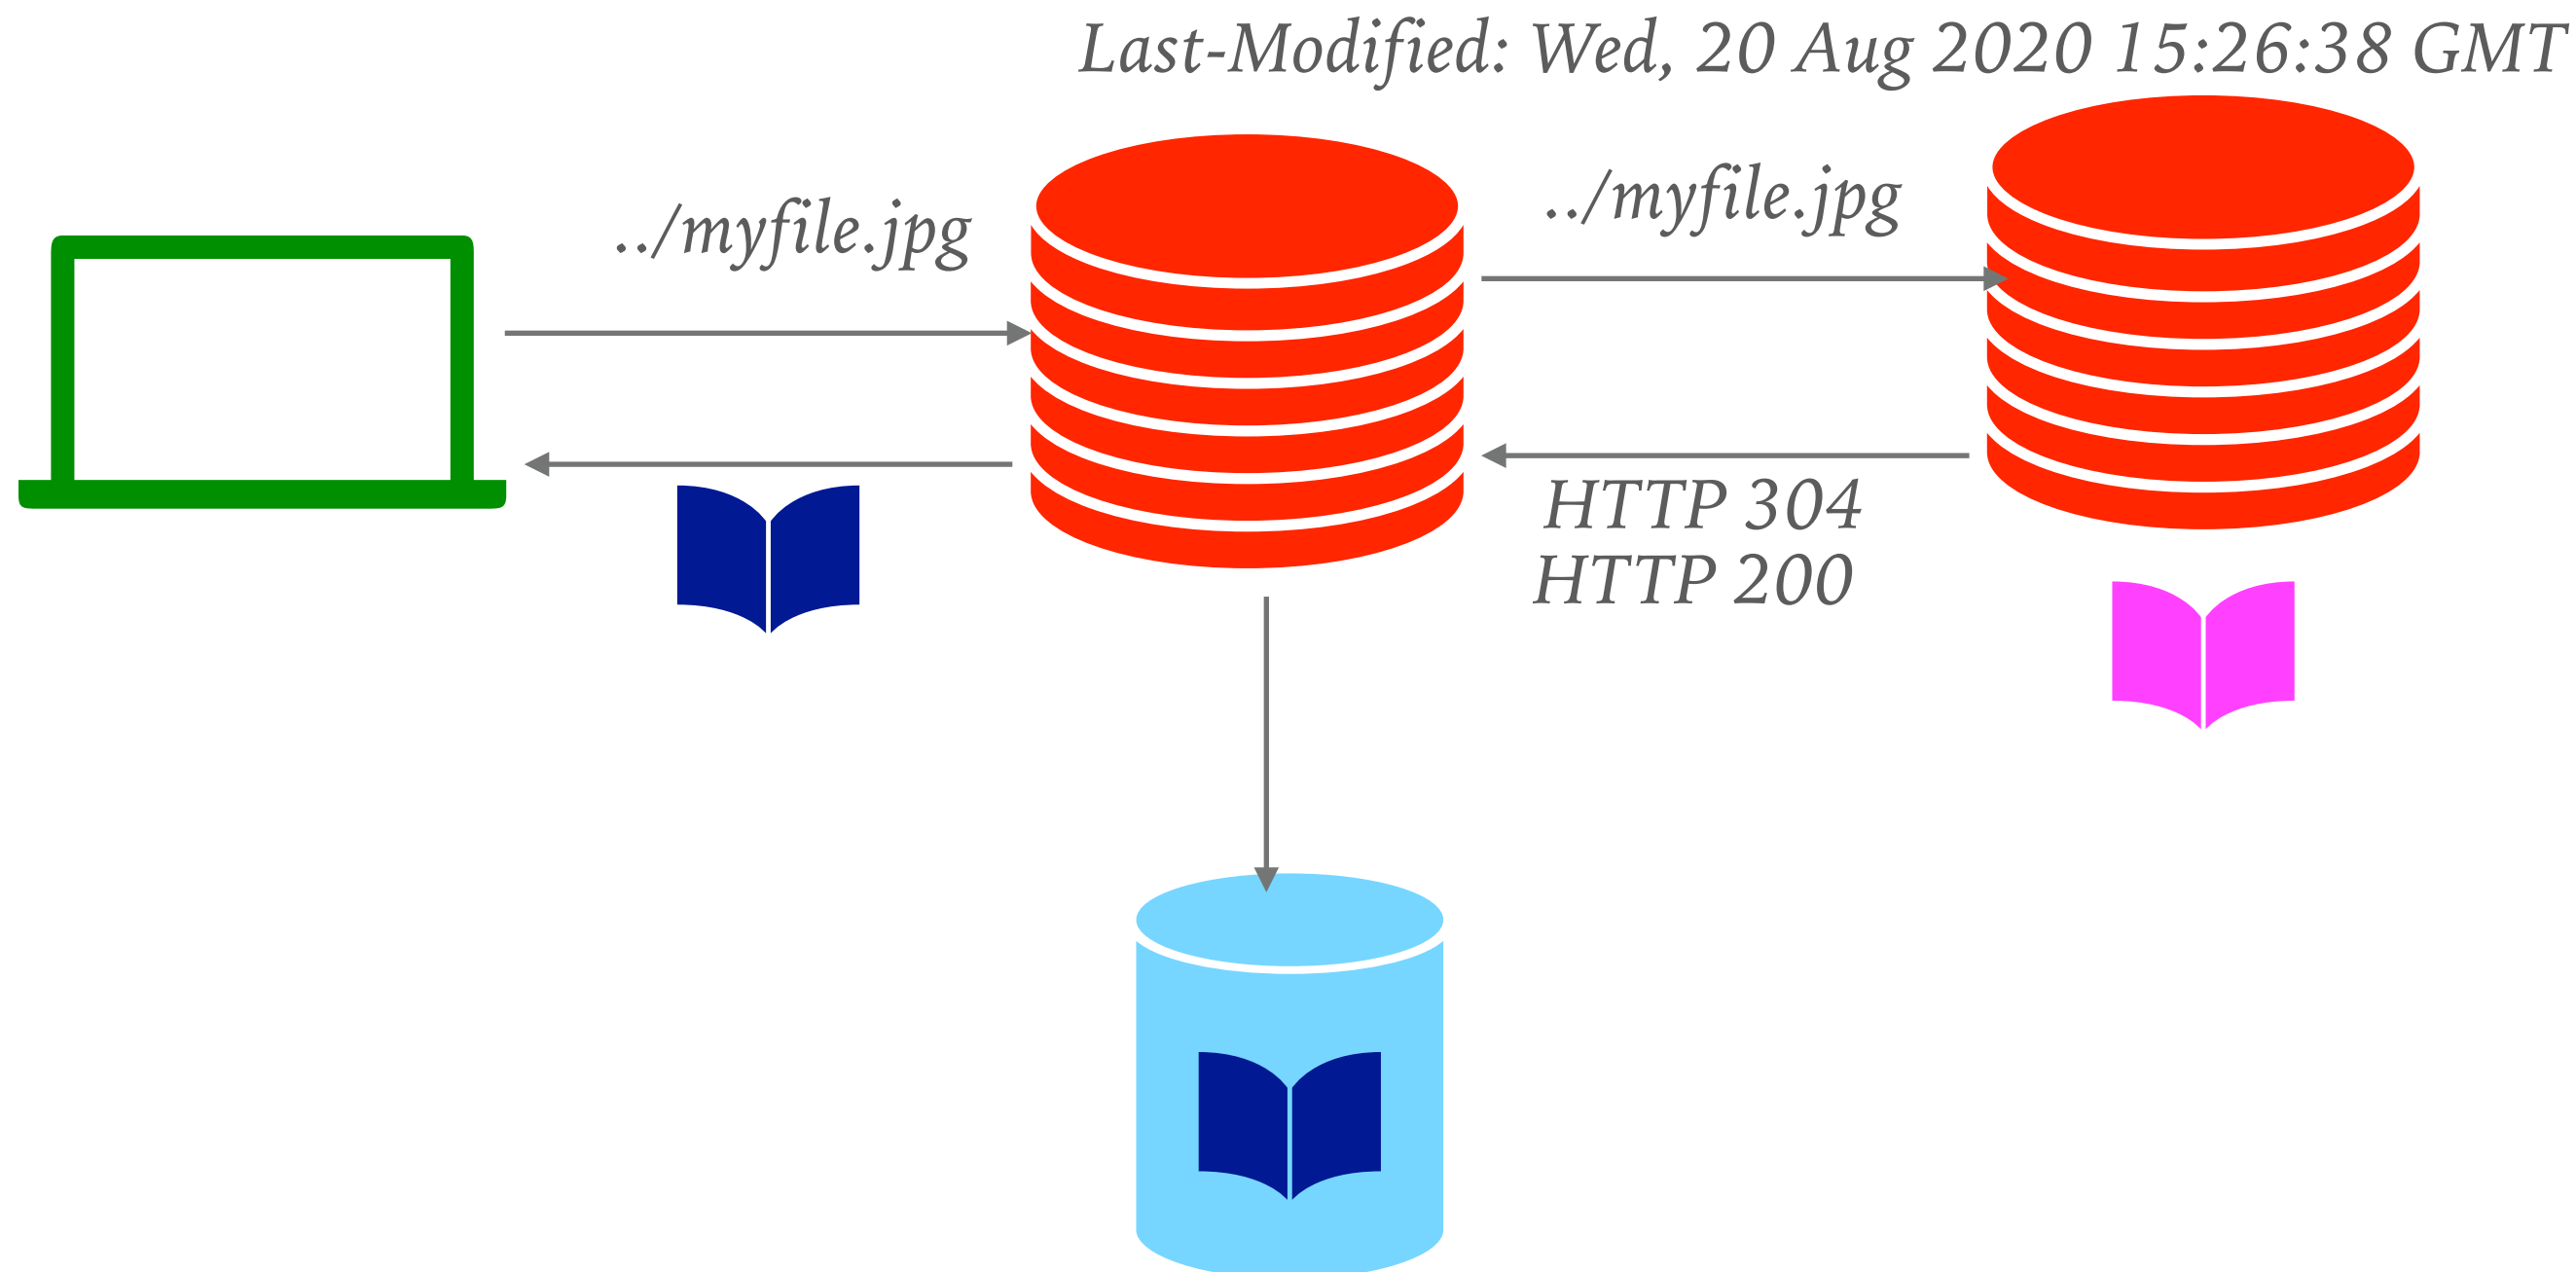 Last-Modified: Wed, 20 Aug 2020 15:26:38 GMT
../myfile.jpg
../myfile.jpg
HTTP 304
HTTP 200